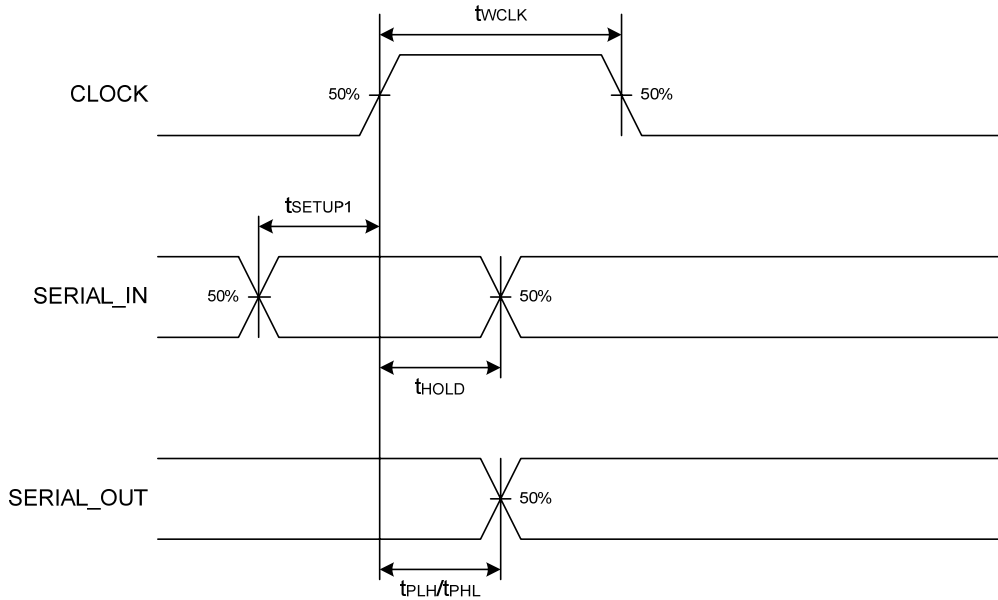 tWCLK
CLOCK
50%
50%
tSETUP1
SERIAL_IN
50%
50%
tHOLD
SERIAL_OUT
50%
tPLH/tPHL